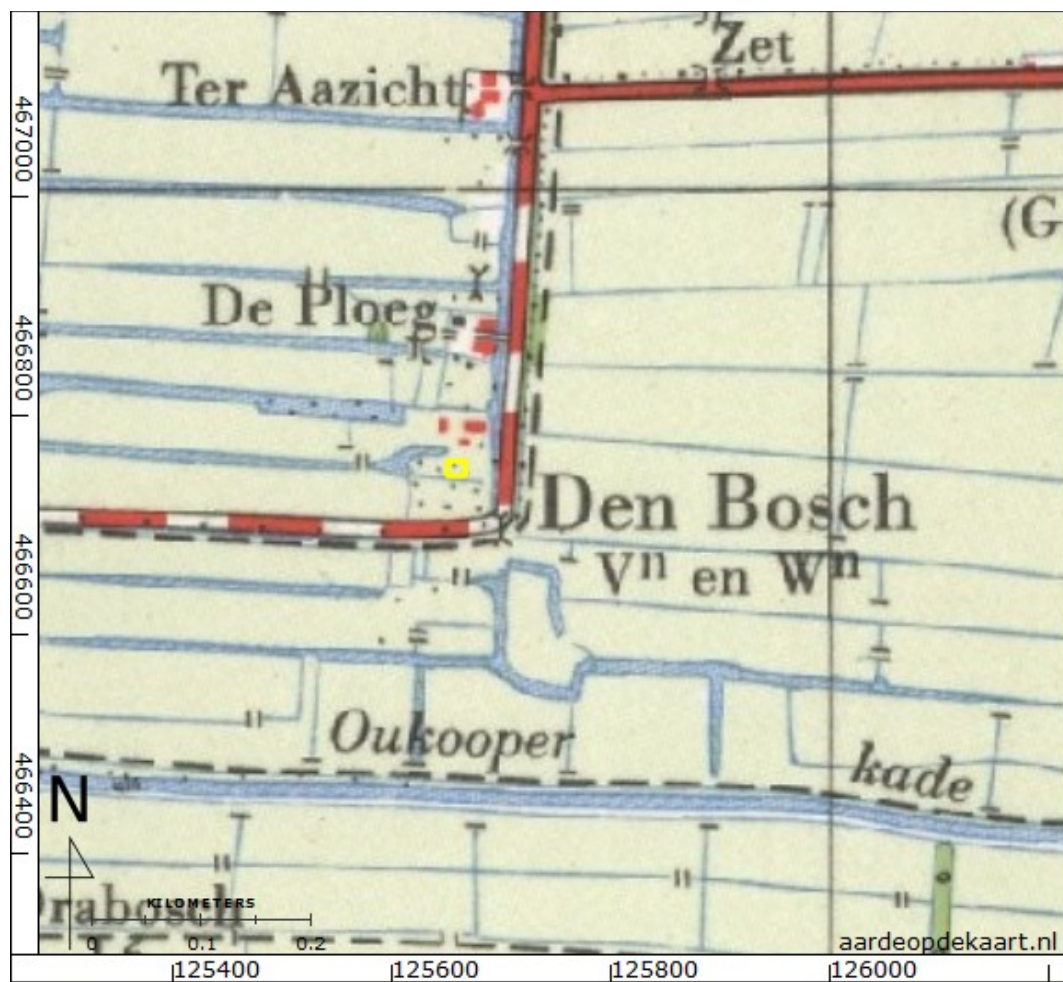 Zet
Ter Aazicht
467000
(G
De Ploeg
466800
Den Bosch
Vn en Wn
466600
Oukooper
kade
466400
N
rabosch
KILOMETERS
0 0.1 0.2
aardeopdekaart.nl
125400 125600 125800 126000